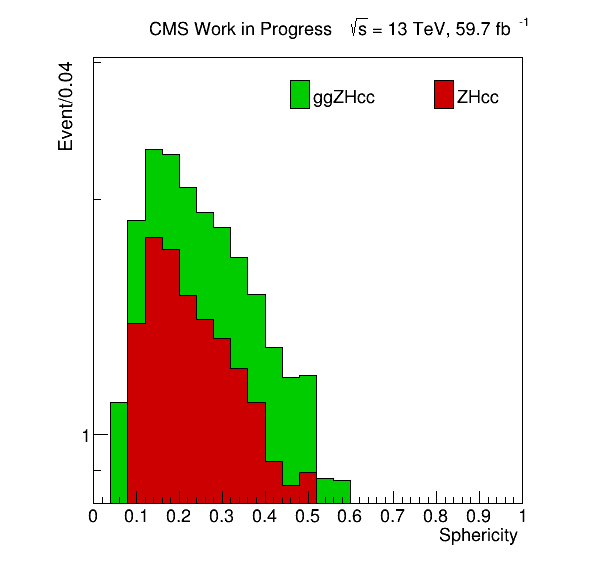 CMS Work in Progress √s = 13 TeV, 59.7 fb⁻¹
Event/0.04
ggZHcc ZHcc
1
0 0.1 0.2 0.3 0.4 0.5 0.6 0.7 0.8 0.9 1
Sphericity